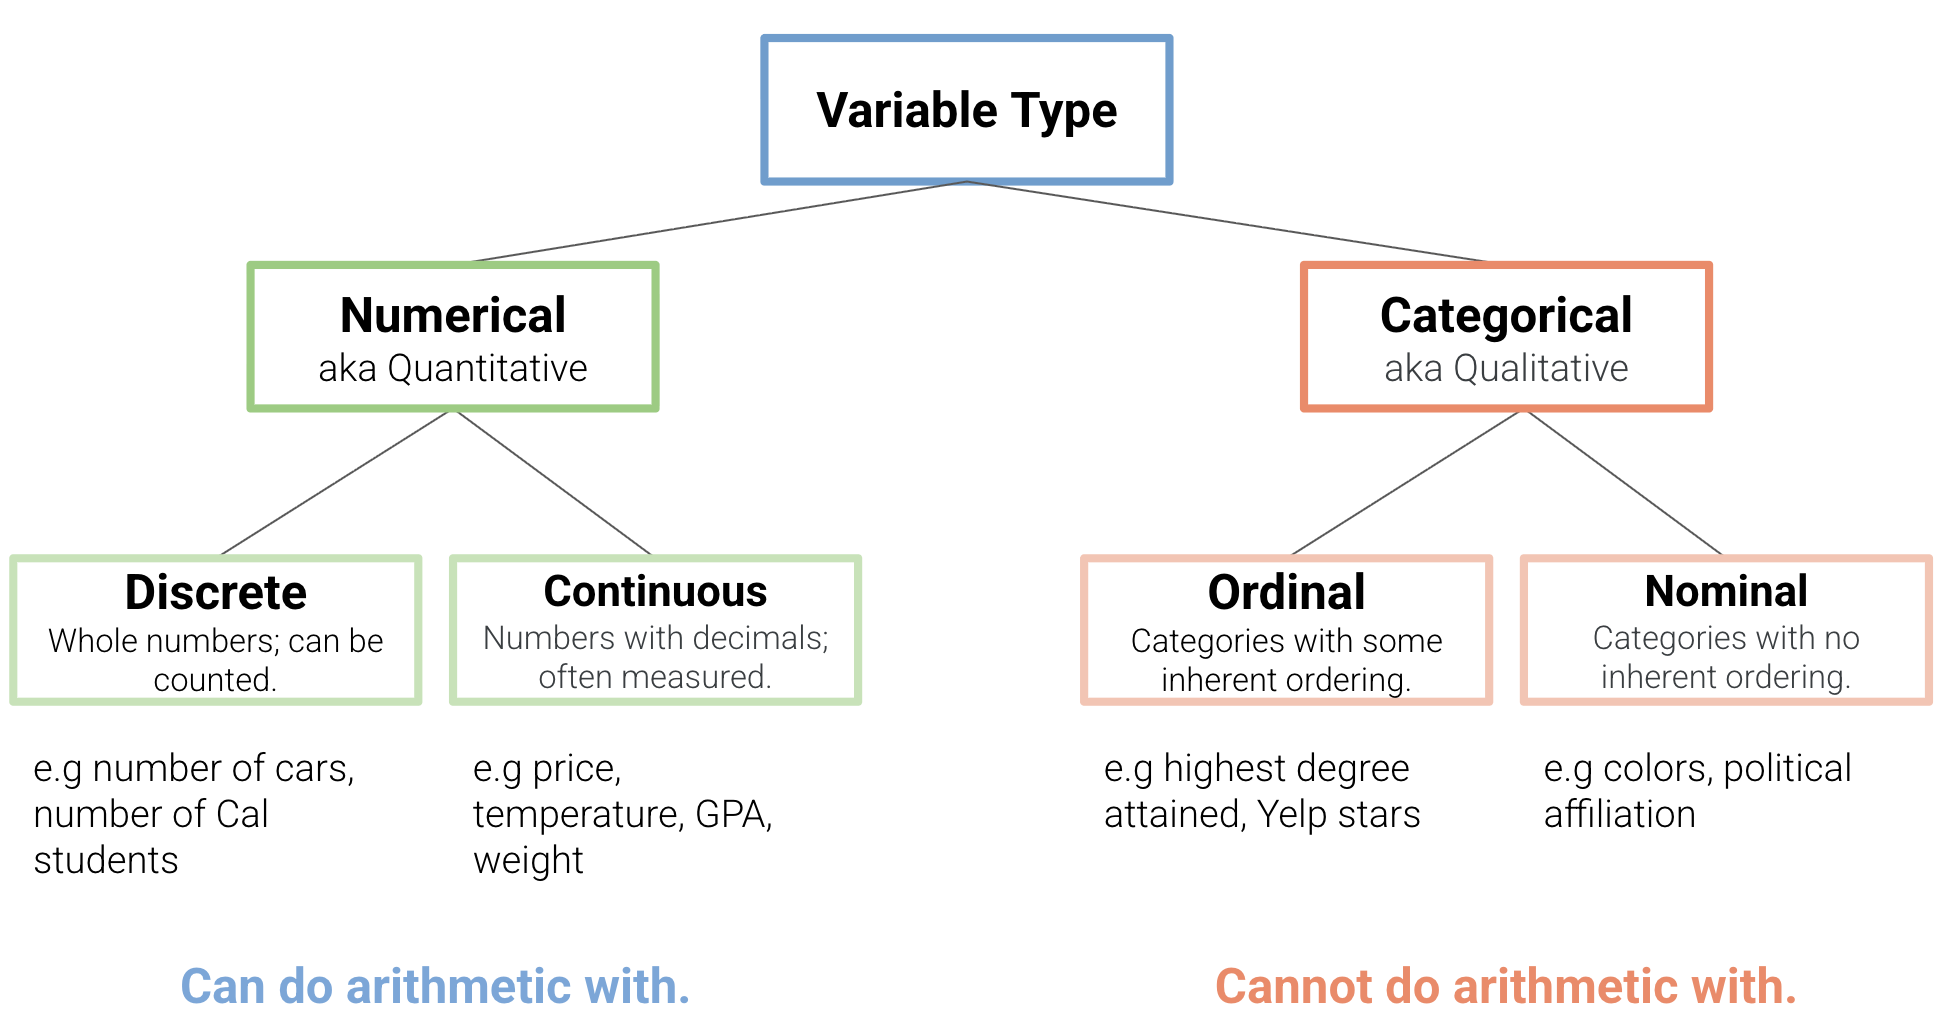 Variable Type
Numerical
aka Quantitative
Categorical
aka Qualitative
Discrete
Whole numbers; can be
counted.
Continuous
Numbers with decimals;
often measured.
Ordinal
Categories with some
inherent ordering.
Nominal
Categories with no
inherent ordering.
e.g number of cars,
number of Cal
students
e.g price,
temperature, GPA,
weight
e.g highest degree
attained, Yelp stars
e.g colors, political
affiliation
Can do arithmetic with.
Cannot do arithmetic with.